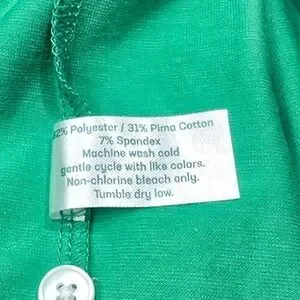 62% Polyester / 31% Pima Cotton
7% Spandex
Machine wash cold
gentle cycle with like colors.
Non-chlorine bleach only.
Tumble dry low.